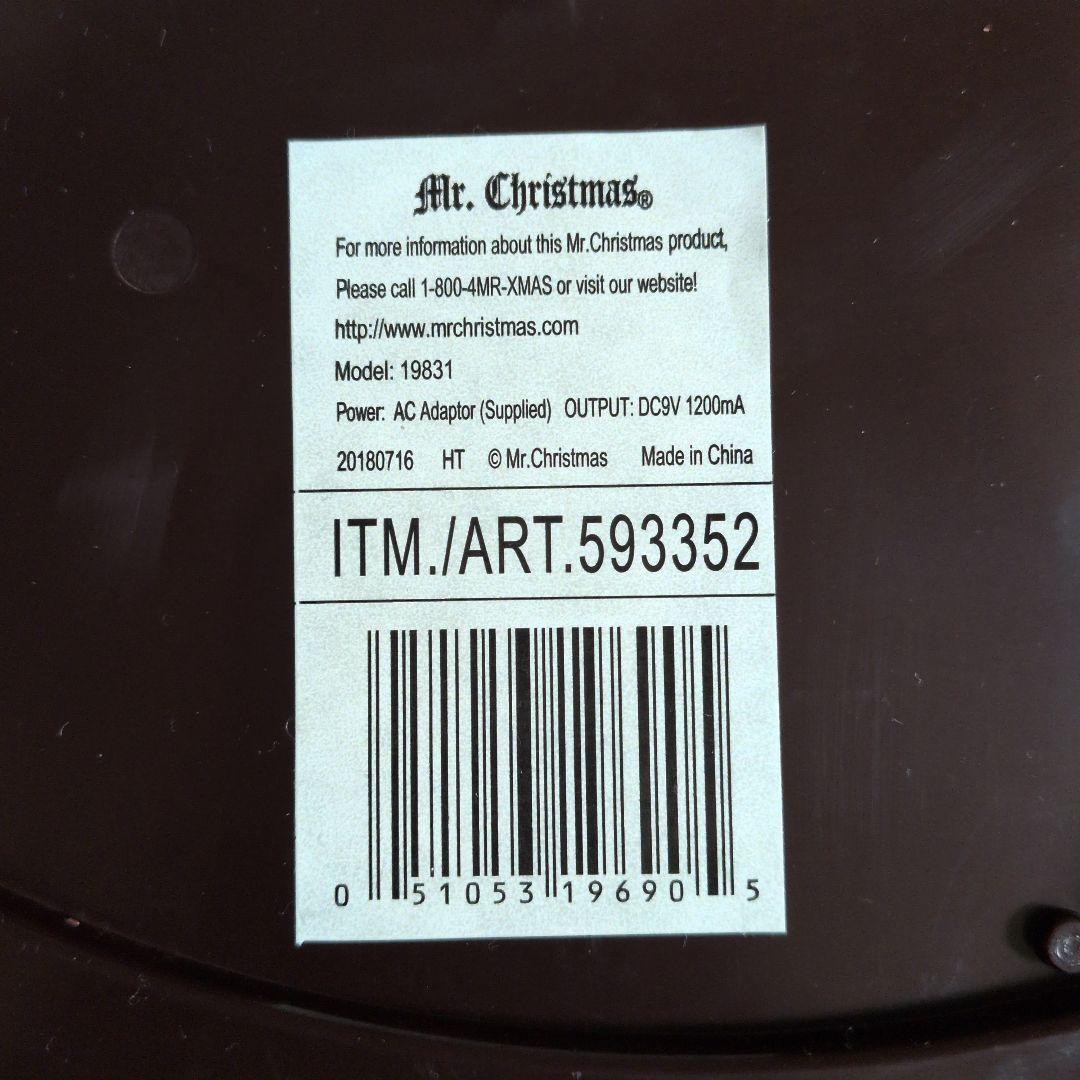 Mr. Christmas®
For more information about this Mr.Christmas product,
Please call 1-800-4MR-XMAS or visit our website!
http://www.mrchristmas.com
Model: 19831
Power: AC Adaptor (Supplied) OUTPUT: DC9V 1200mA
20180716 HT © Mr.Christmas Made in China
ITM./ART.593352
0 51053 19690 5